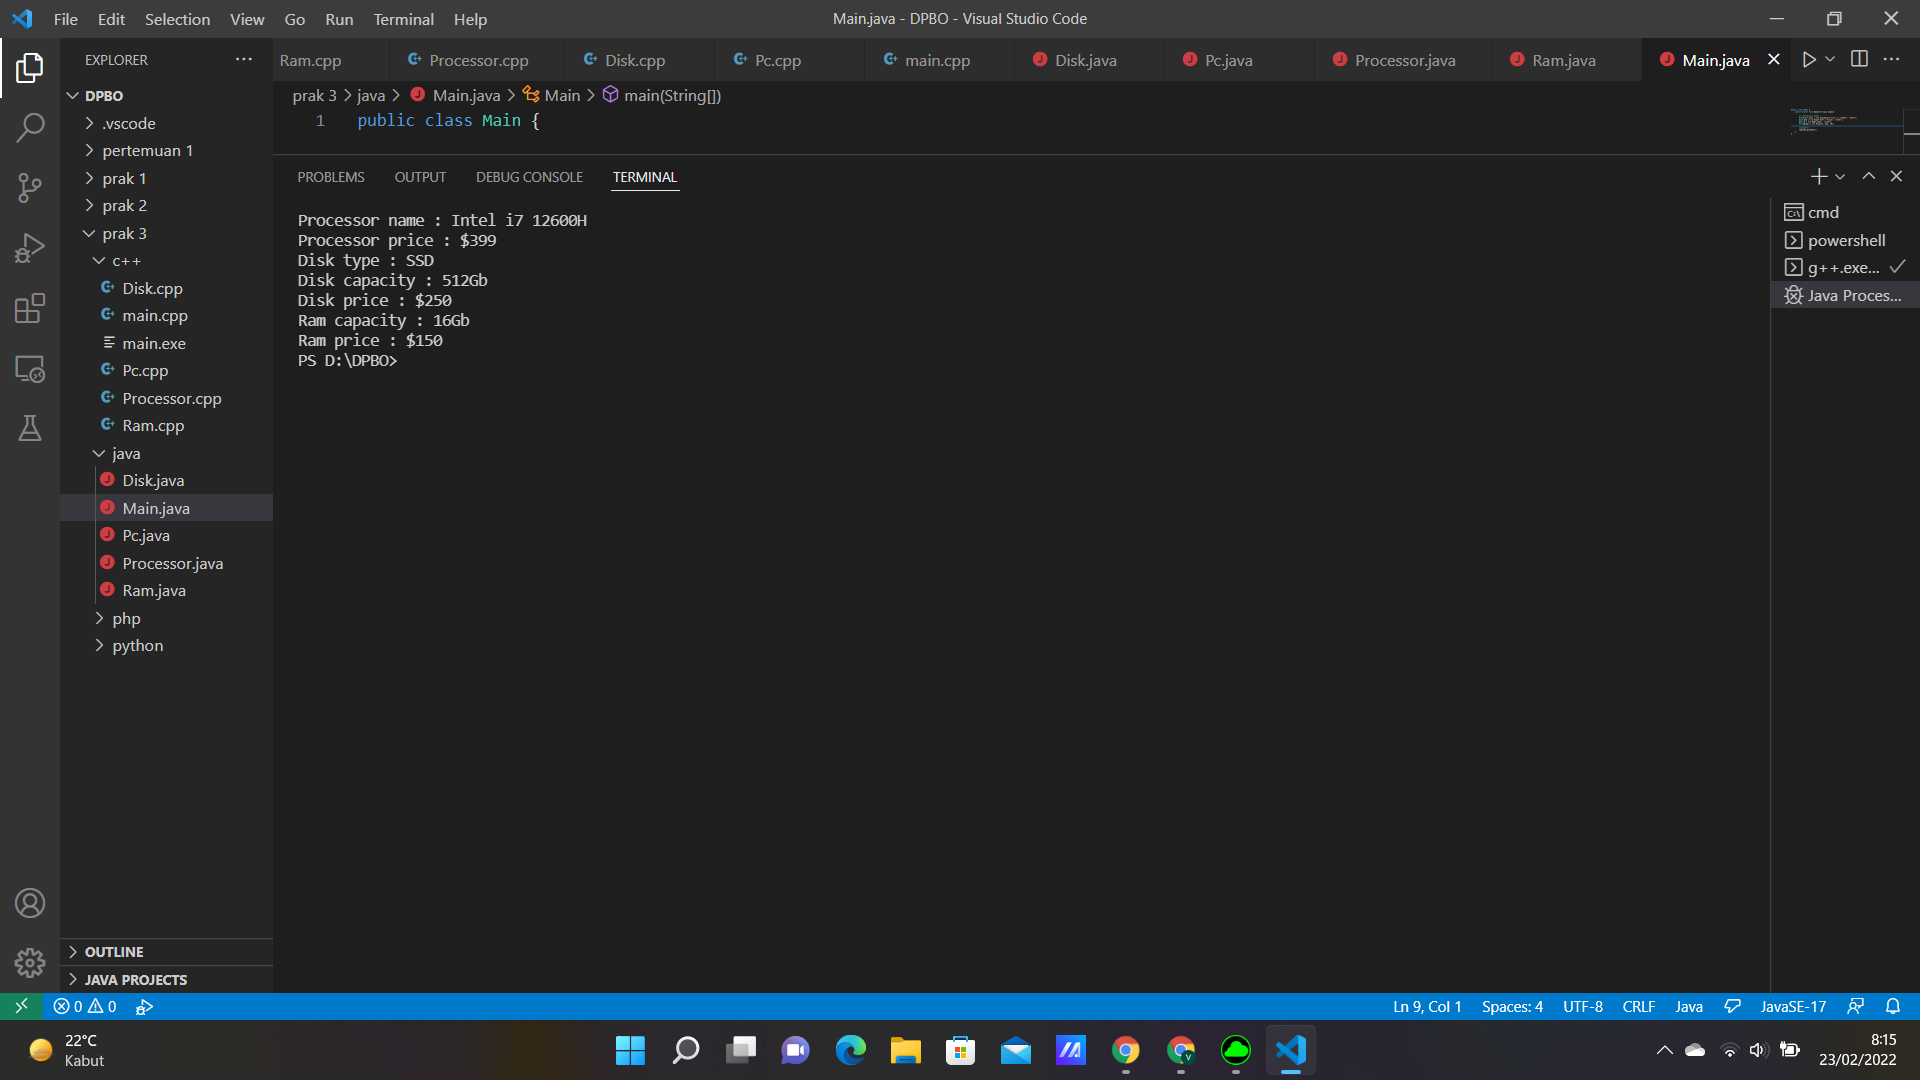 File Edit Selection View Go Run Terminal Help
Main.java - DPBO - Visual Studio Code
EXPLORER
Ram.cpp Processor.cpp Disk.cpp Pc.cpp main.cpp Disk.java Pc.java Processor.java Ram.java Main.java
DPBO
.vscode
pertemuan 1
prak 1
prak 2
prak 3
c++
Disk.cpp
main.cpp
main.exe
Pc.cpp
Processor.cpp
Ram.cpp
java
Disk.java
Main.java
Pc.java
Processor.java
Ram.java
php
python
OUTLINE
JAVA PROJECTS
prak 3 > java > Main.java > Main > main(String[])
1 public class Main {
PROBLEMS OUTPUT DEBUG CONSOLE TERMINAL
Processor name : Intel i7 12600H
Processor price : $399
Disk type : SSD
Disk capacity : 512Gb
Disk price : $250
Ram capacity : 16Gb
Ram price : $150
PS D:\DPBO>
cmd
powershell
g++.exe...
Java Proces...
0 0
Ln 9, Col 1 Spaces: 4 UTF-8 CRLF Java JavaSE-17
22°C
Kabut
8:15
23/02/2022